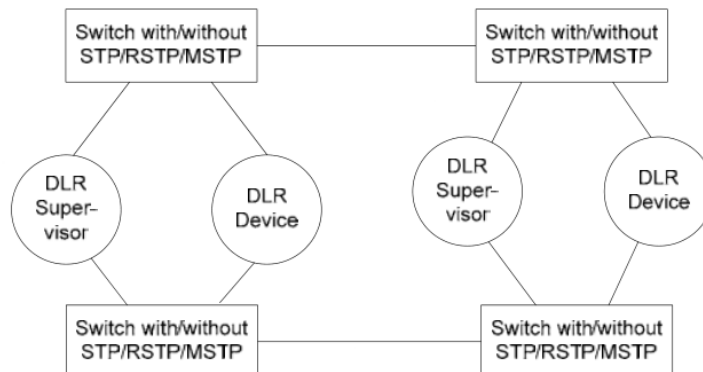 Switch with/without
STP/RSTP/MSTP
Switch with/without
STP/RSTP/MSTP
DLR
Super-
visor
DLR
Device
DLR
Super-
visor
DLR
Device
Switch with/without
STP/RSTP/MSTP
Switch with/without
STP/RSTP/MSTP